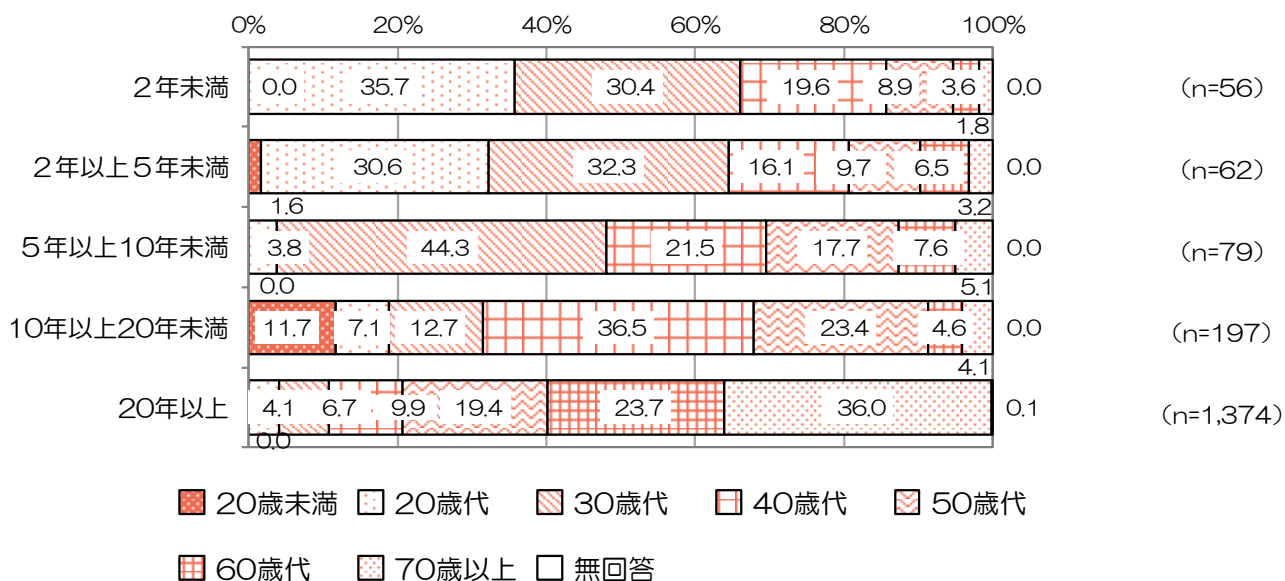 0% 20% 40% 60% 80% 100%
2年未満 0.0 35.7 30.4 19.6 8.9 3.6 0.0 (n=56)
1.8
2年以上5年未満 30.6 32.3 16.1 9.7 6.5 0.0 (n=62)
1.6 3.2
5年以上10年未満 3.8 44.3 21.5 17.7 7.6 0.0 (n=79)
0.0 5.1
10年以上20年未満 11.7 7.1 12.7 36.5 23.4 4.6 0.0 (n=197)
4.1
20年以上 4.1 6.7 9.9 19.4 23.7 36.0 0.1 (n=1,374)
0.0
20歳未満 20歳代 30歳代 40歳代 50歳代
60歳代 70歳以上 無回答